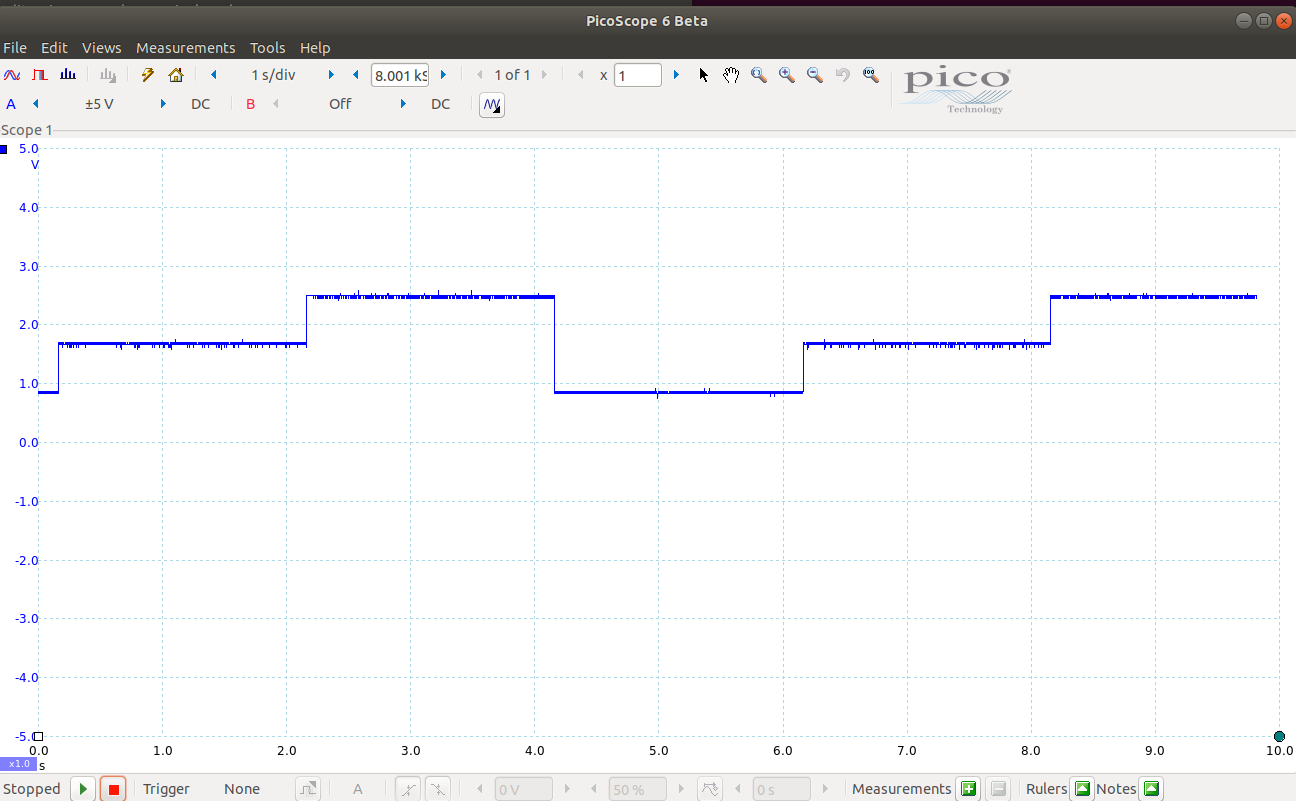 PicoScope 6 Beta
File Edit Views Measurements Tools Help
1 s/div 8.001 kS 1 of 1 x 1
pico
Technology
A ±5 V DC B Off DC
Scope 1
5.0
V
4.0
3.0
2.0
1.0
0.0
-1.0
-2.0
-3.0
-4.0
-5.0
0.0 1.0 2.0 3.0 4.0 5.0 6.0 7.0 8.0 9.0 10.0
x1.0 s
Stopped Trigger None A 0 V 50 % 0 s Measurements Rulers Notes